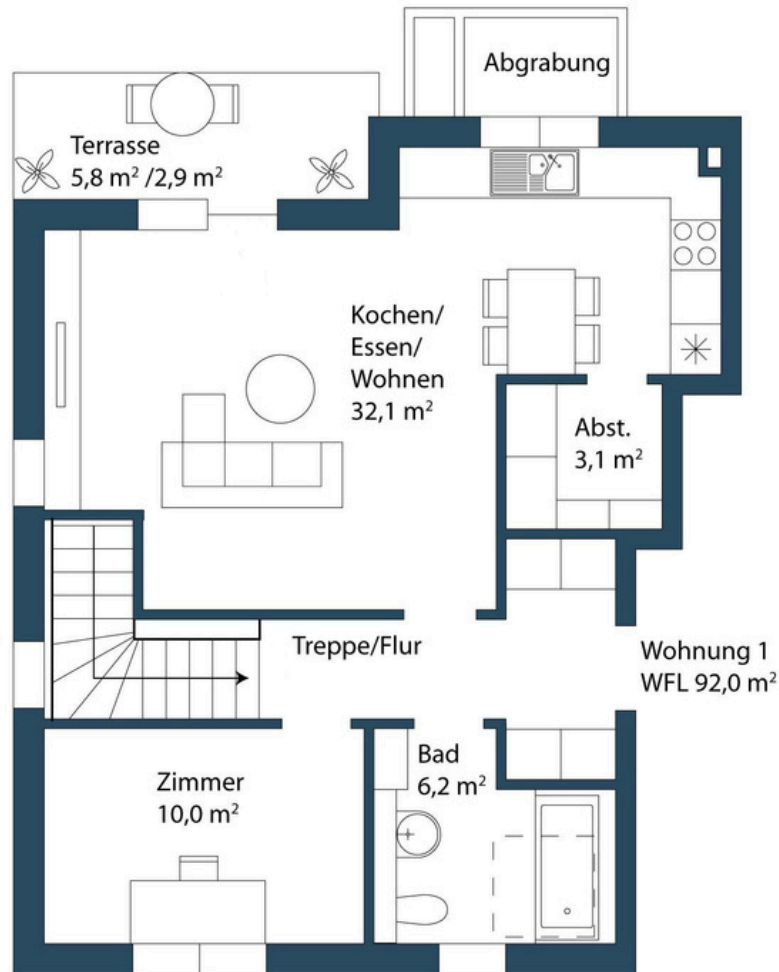 Abgrabung
Terrasse
5,8 m² /2,9 m²
Kochen/
Essen/
Wohnen
32,1 m²
Abst.
3,1 m²
Treppe/Flur
Wohnung 1
WFL 92,0 m²
Bad
6,2 m²
Zimmer
10,0 m²